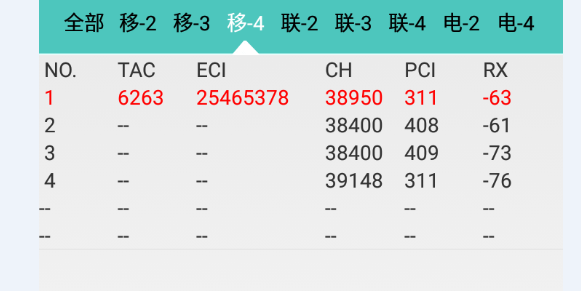 全部 移-2 移-3 移-4 联-2 联-3 联-4 电-2 电-4
NO. TAC ECI CH PCI RX
1 6263 25465378 38950 311 -63
2 -- -- 38400 408 -61
3 -- -- 38400 409 -73
4 -- -- 39148 311 -76
-- -- -- -- -- --
-- -- -- -- -- --